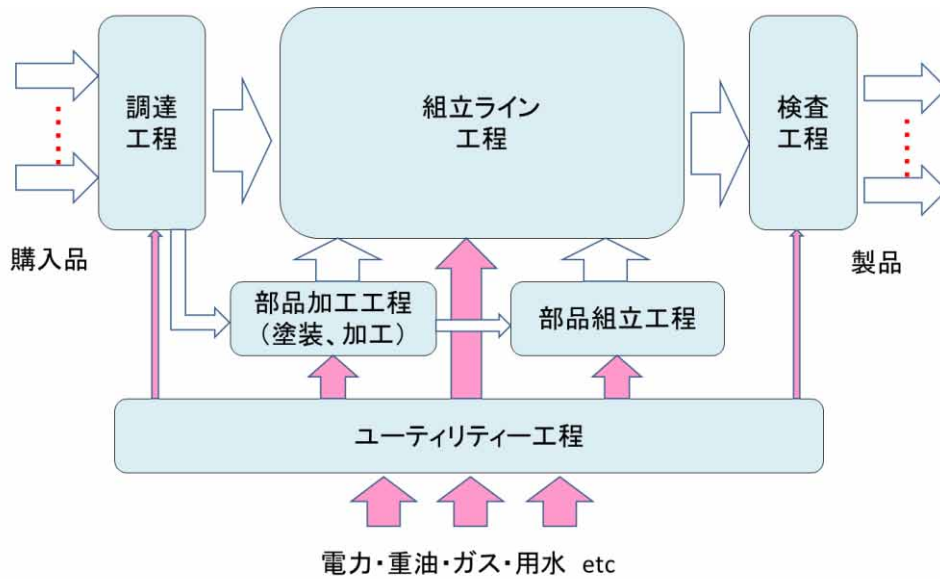 調達
工程
組立ライン
工程
検査
工程
購入品
製品
部品加工工程
（塗装、加工）
部品組立工程
ユーティリティー工程
電力・重油・ガス・用水 etc